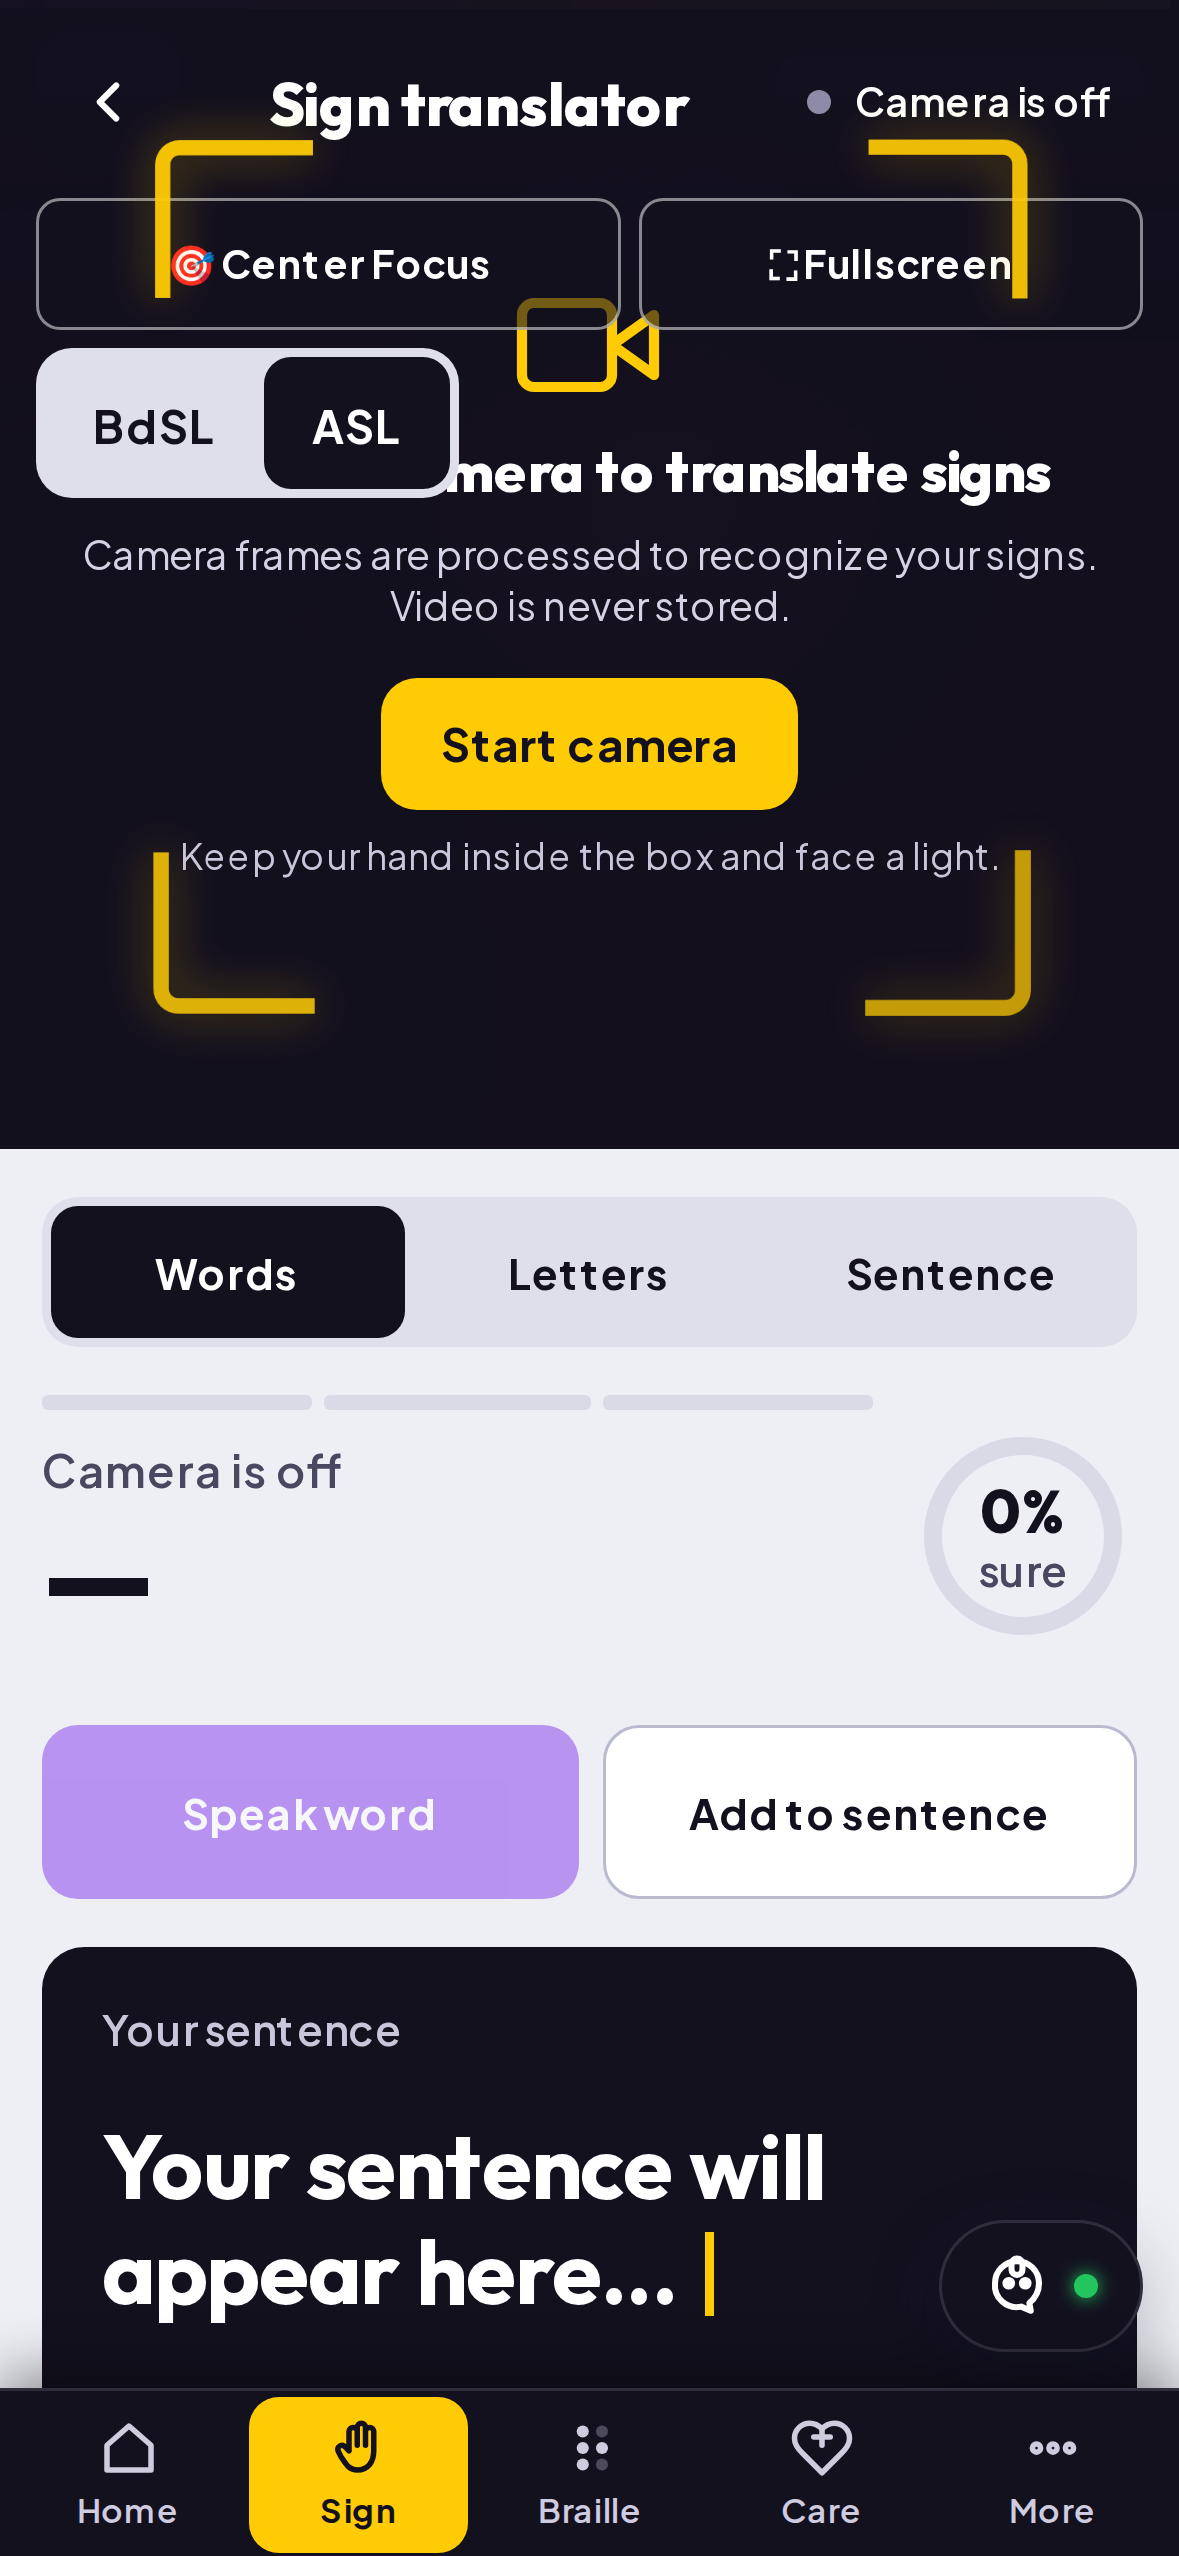 Sign translator
Camera is off
🎯 Center Focus
Fullscreen
BdSL
ASL
mera to translate signs
Camera frames are processed to recognize your signs.
Video is never stored.
Start camera
Keep your hand inside the box and face a light.
Words
Letters
Sentence
Camera is off
0%
sure
—
Speak word
Add to sentence
Your sentence
Your sentence will
appear here...
Home
Sign
Braille
Care
More